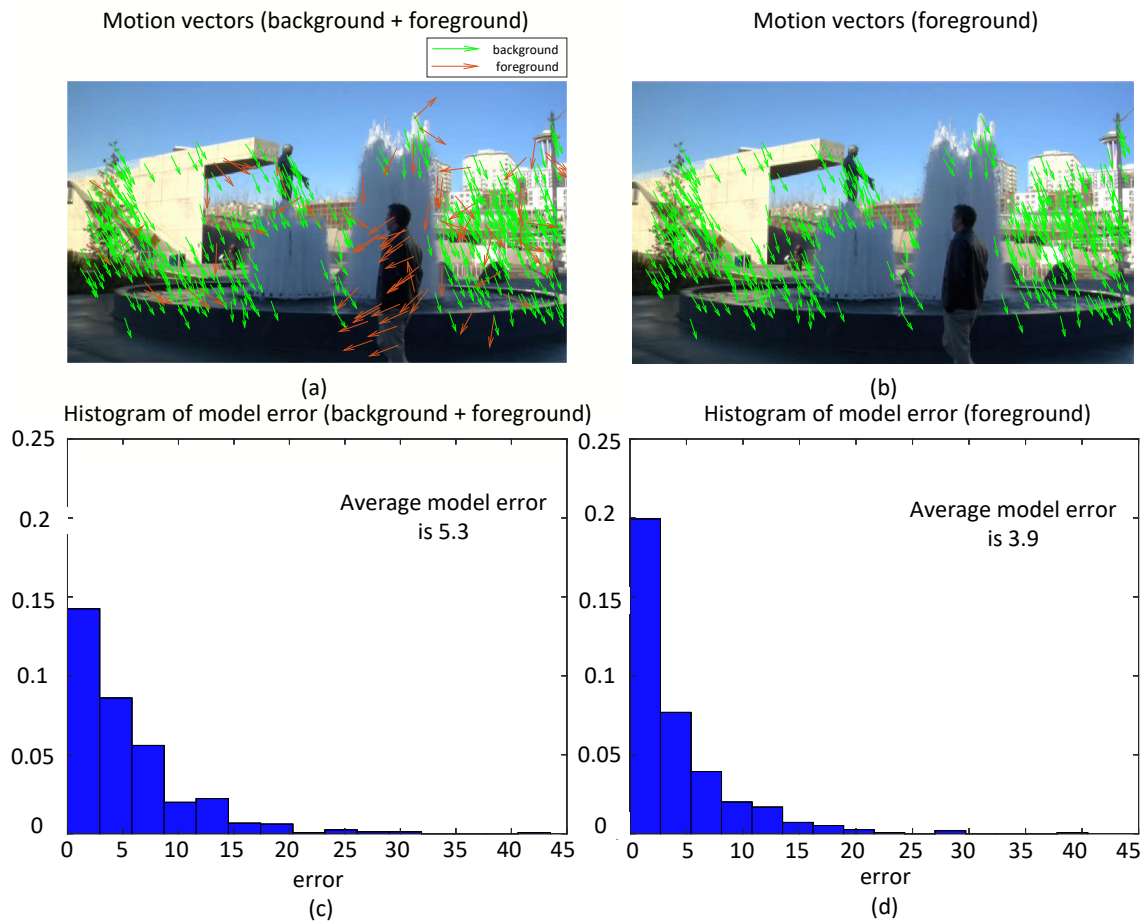 Motion vectors (background + foreground)
background
foreground
Motion vectors (foreground)
(a)
(b)
Histogram of model error (background + foreground)
0.25
0.2
0.15
0.1
0.05
0
Average model error
is 5.3
0 5 10 15 20 25 30 35 40 45
error
(c)
Histogram of model error (foreground)
0.25
0.2
0.15
0.1
0.05
0
Average model error
is 3.9
0 5 10 15 20 25 30 35 40 45
error
(d)